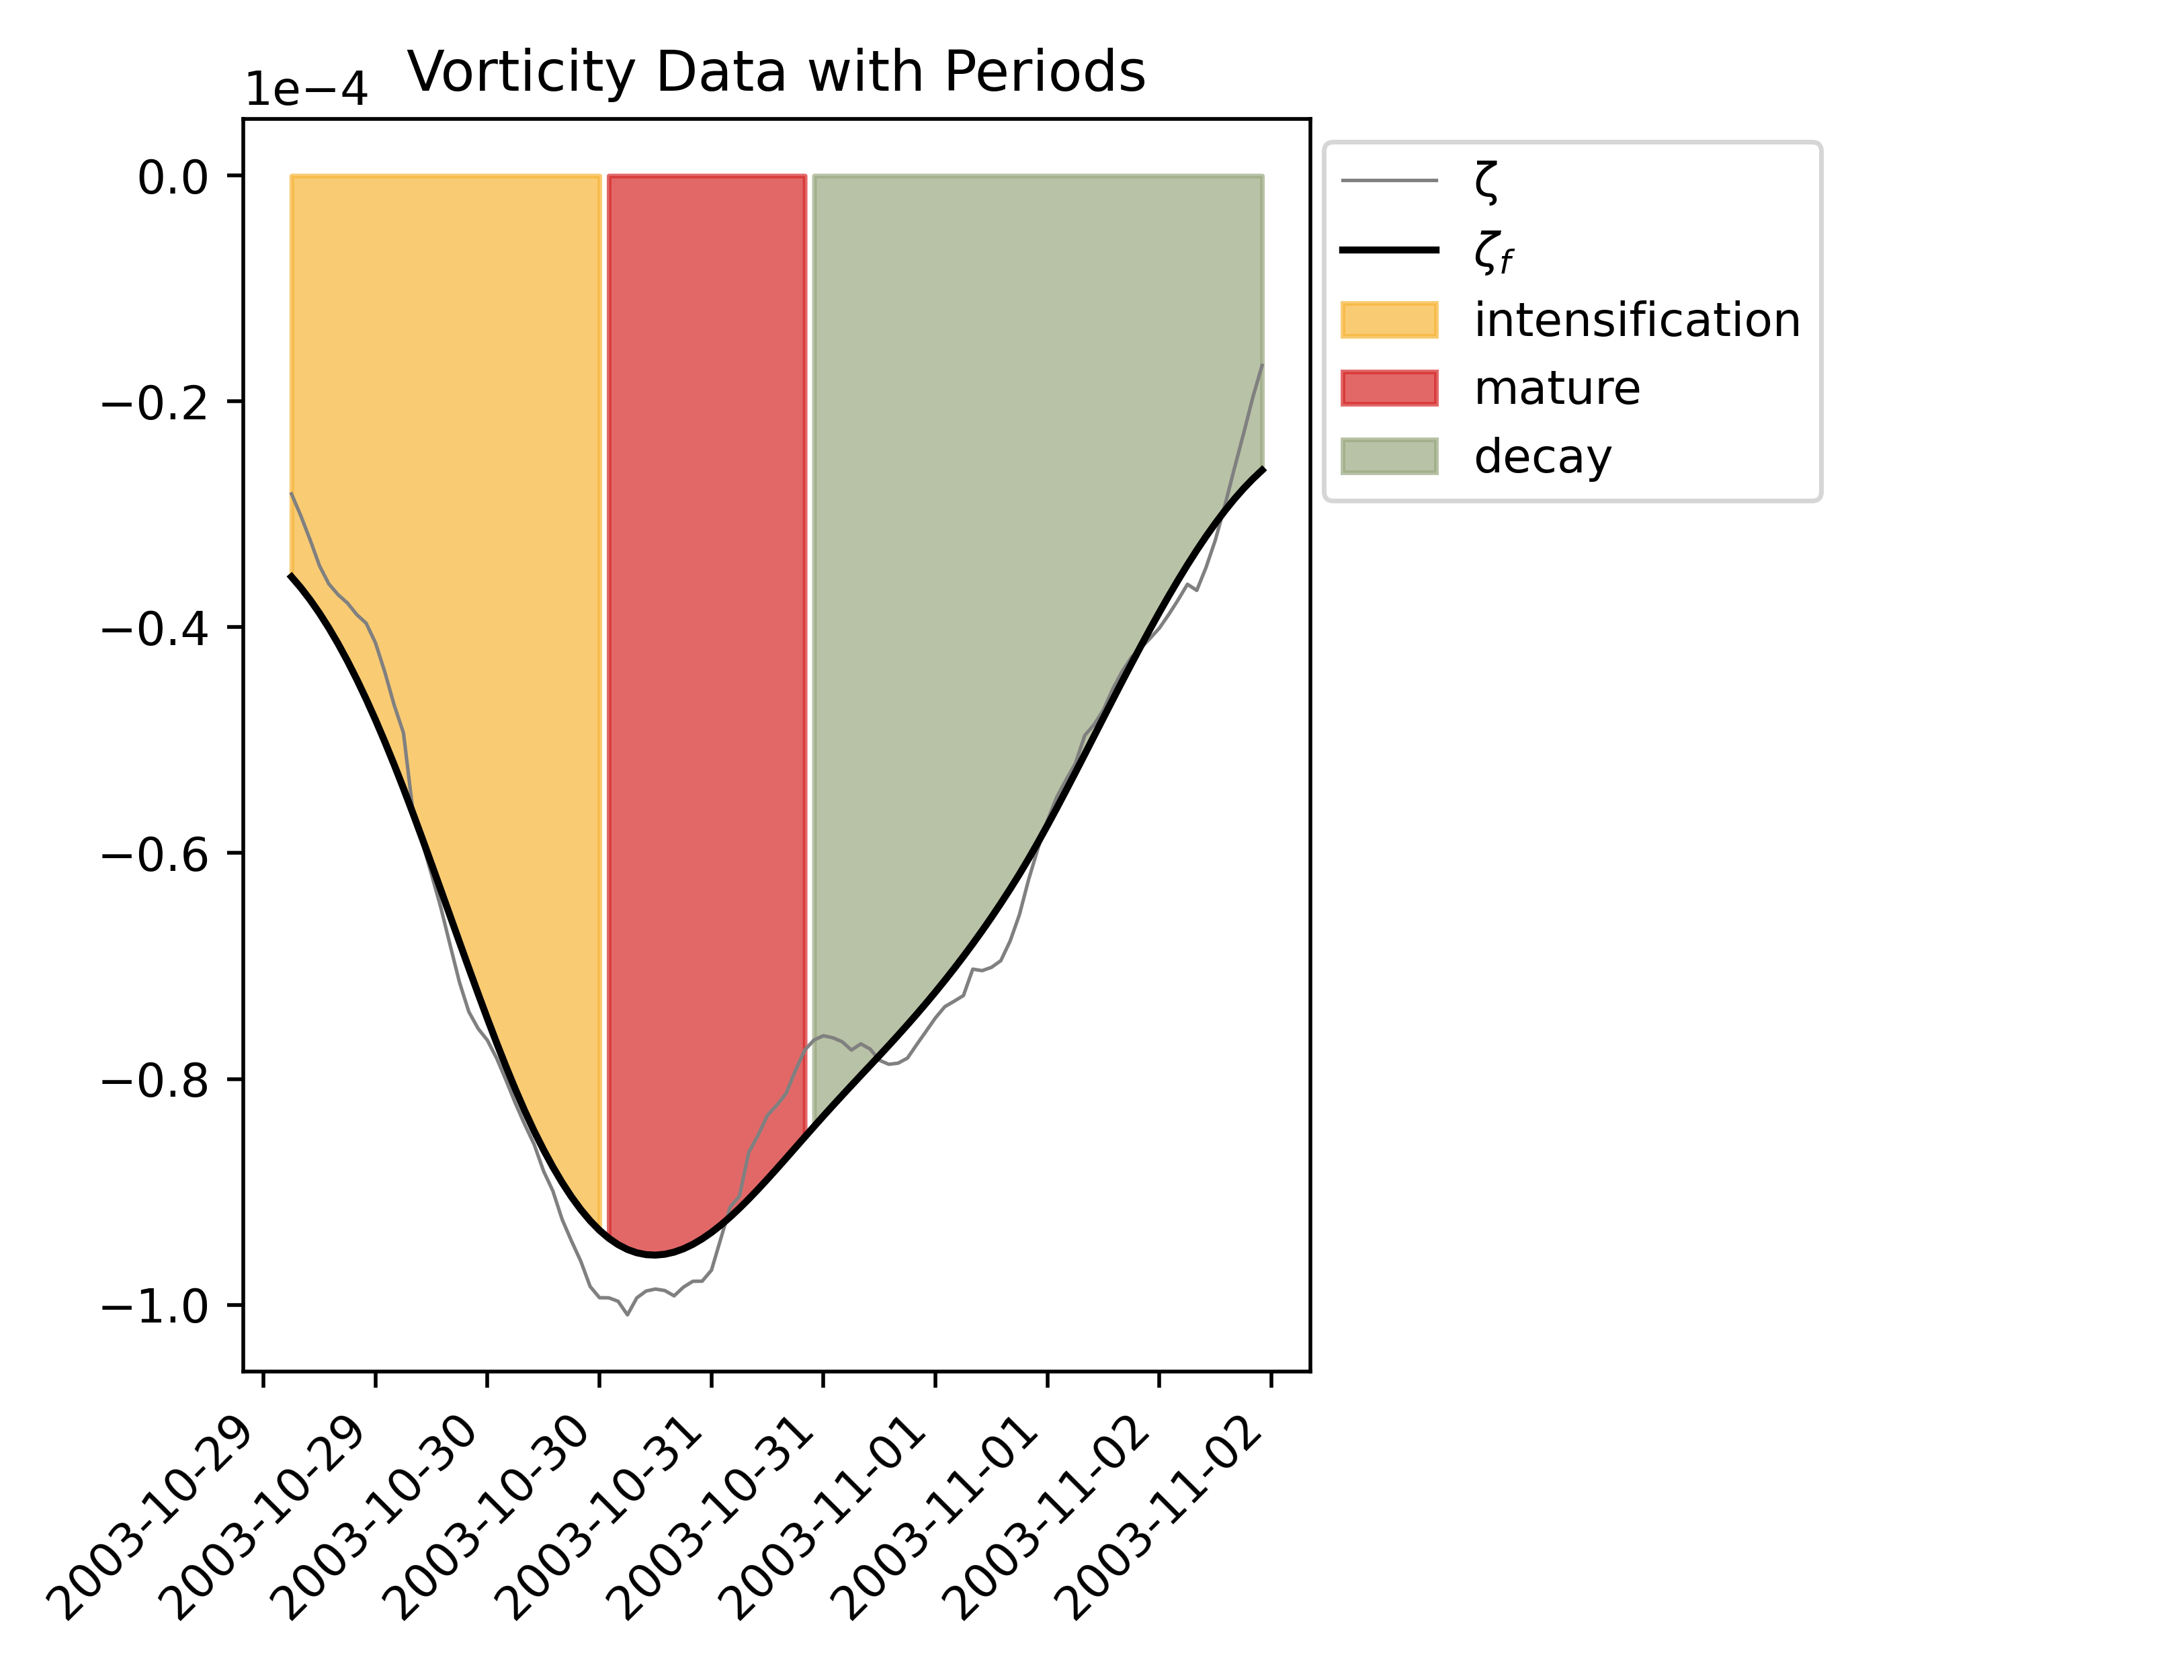 Vorticity Data with Periods
1e−4
0.0
−0.2
−0.4
−0.6
−0.8
−1.0
2003-10-29
2003-10-29
2003-10-30
2003-10-30
2003-10-31
2003-10-31
2003-11-01
2003-11-01
2003-11-02
2003-11-02
ζ
ζf
intensification
mature
decay